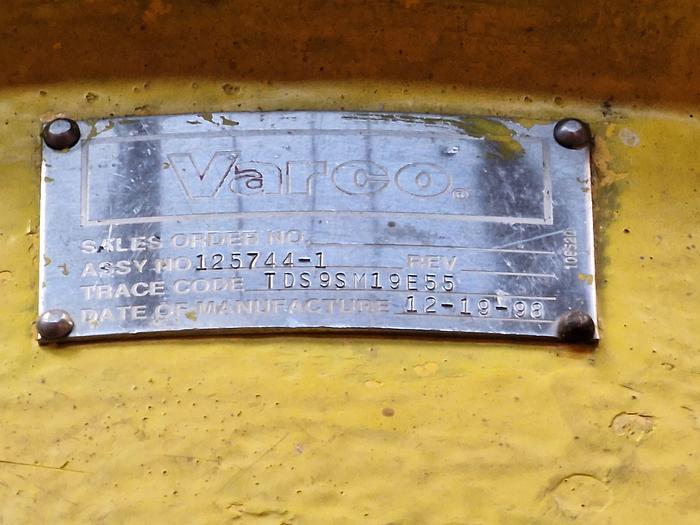 Varco®
SALES ORDER NO.
ASSY NO 125744-1 REV
TRACE CODE TDS9SM19E55
DATE OF MANUFACTURE 12-19-98